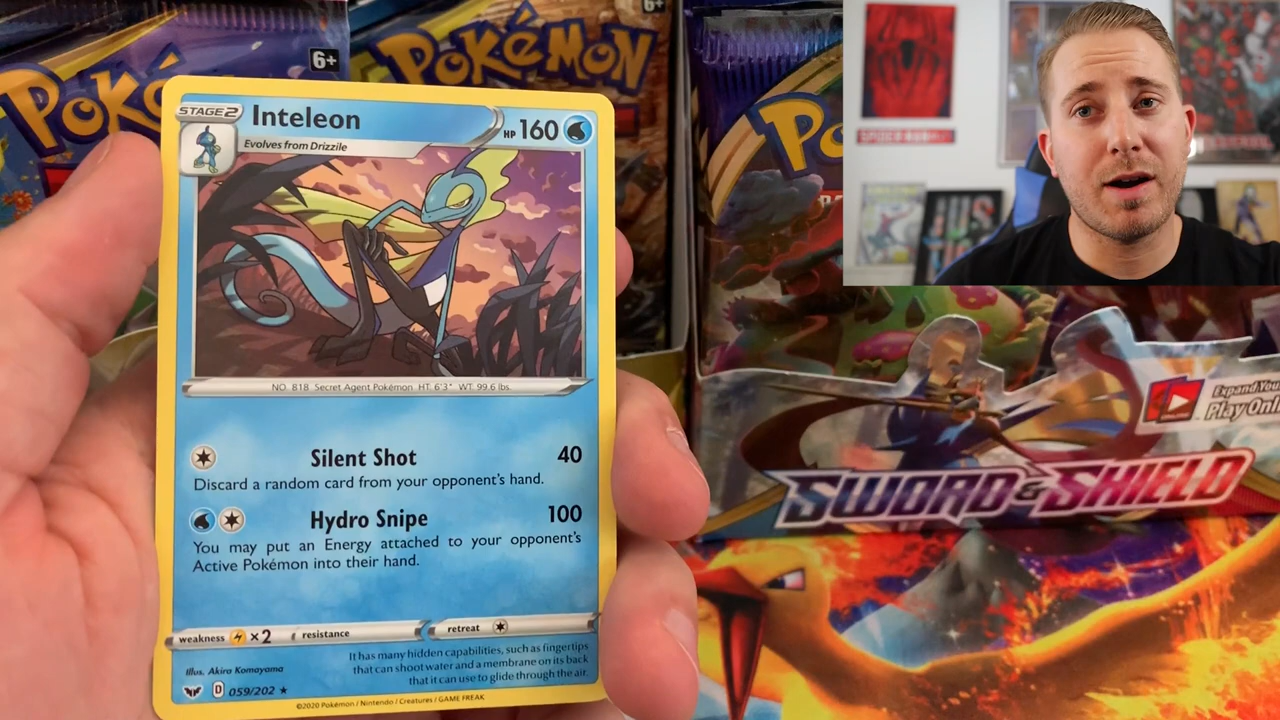 POKéMON
6+
6+
STAGE 2
Inteleon
HP 160
Evolves from Drizzile
NO. 818 Secret Agent Pokémon HT: 6'3" WT: 99.6 lbs.
Silent Shot 40
Discard a random card from your opponent's hand.
Hydro Snipe 100
You may put an Energy attached to your opponent's
Active Pokémon into their hand.
weakness ×2 resistance retreat
Illus. Akira Komayama
It has many hidden capabilities, such as fingertips
that can shoot water and a membrane on its back
that it can use to glide through the air.
D 059/202 ★
©2020 Pokémon / Nintendo / Creatures / GAME FREAK
Play
SWORD & SHIELD